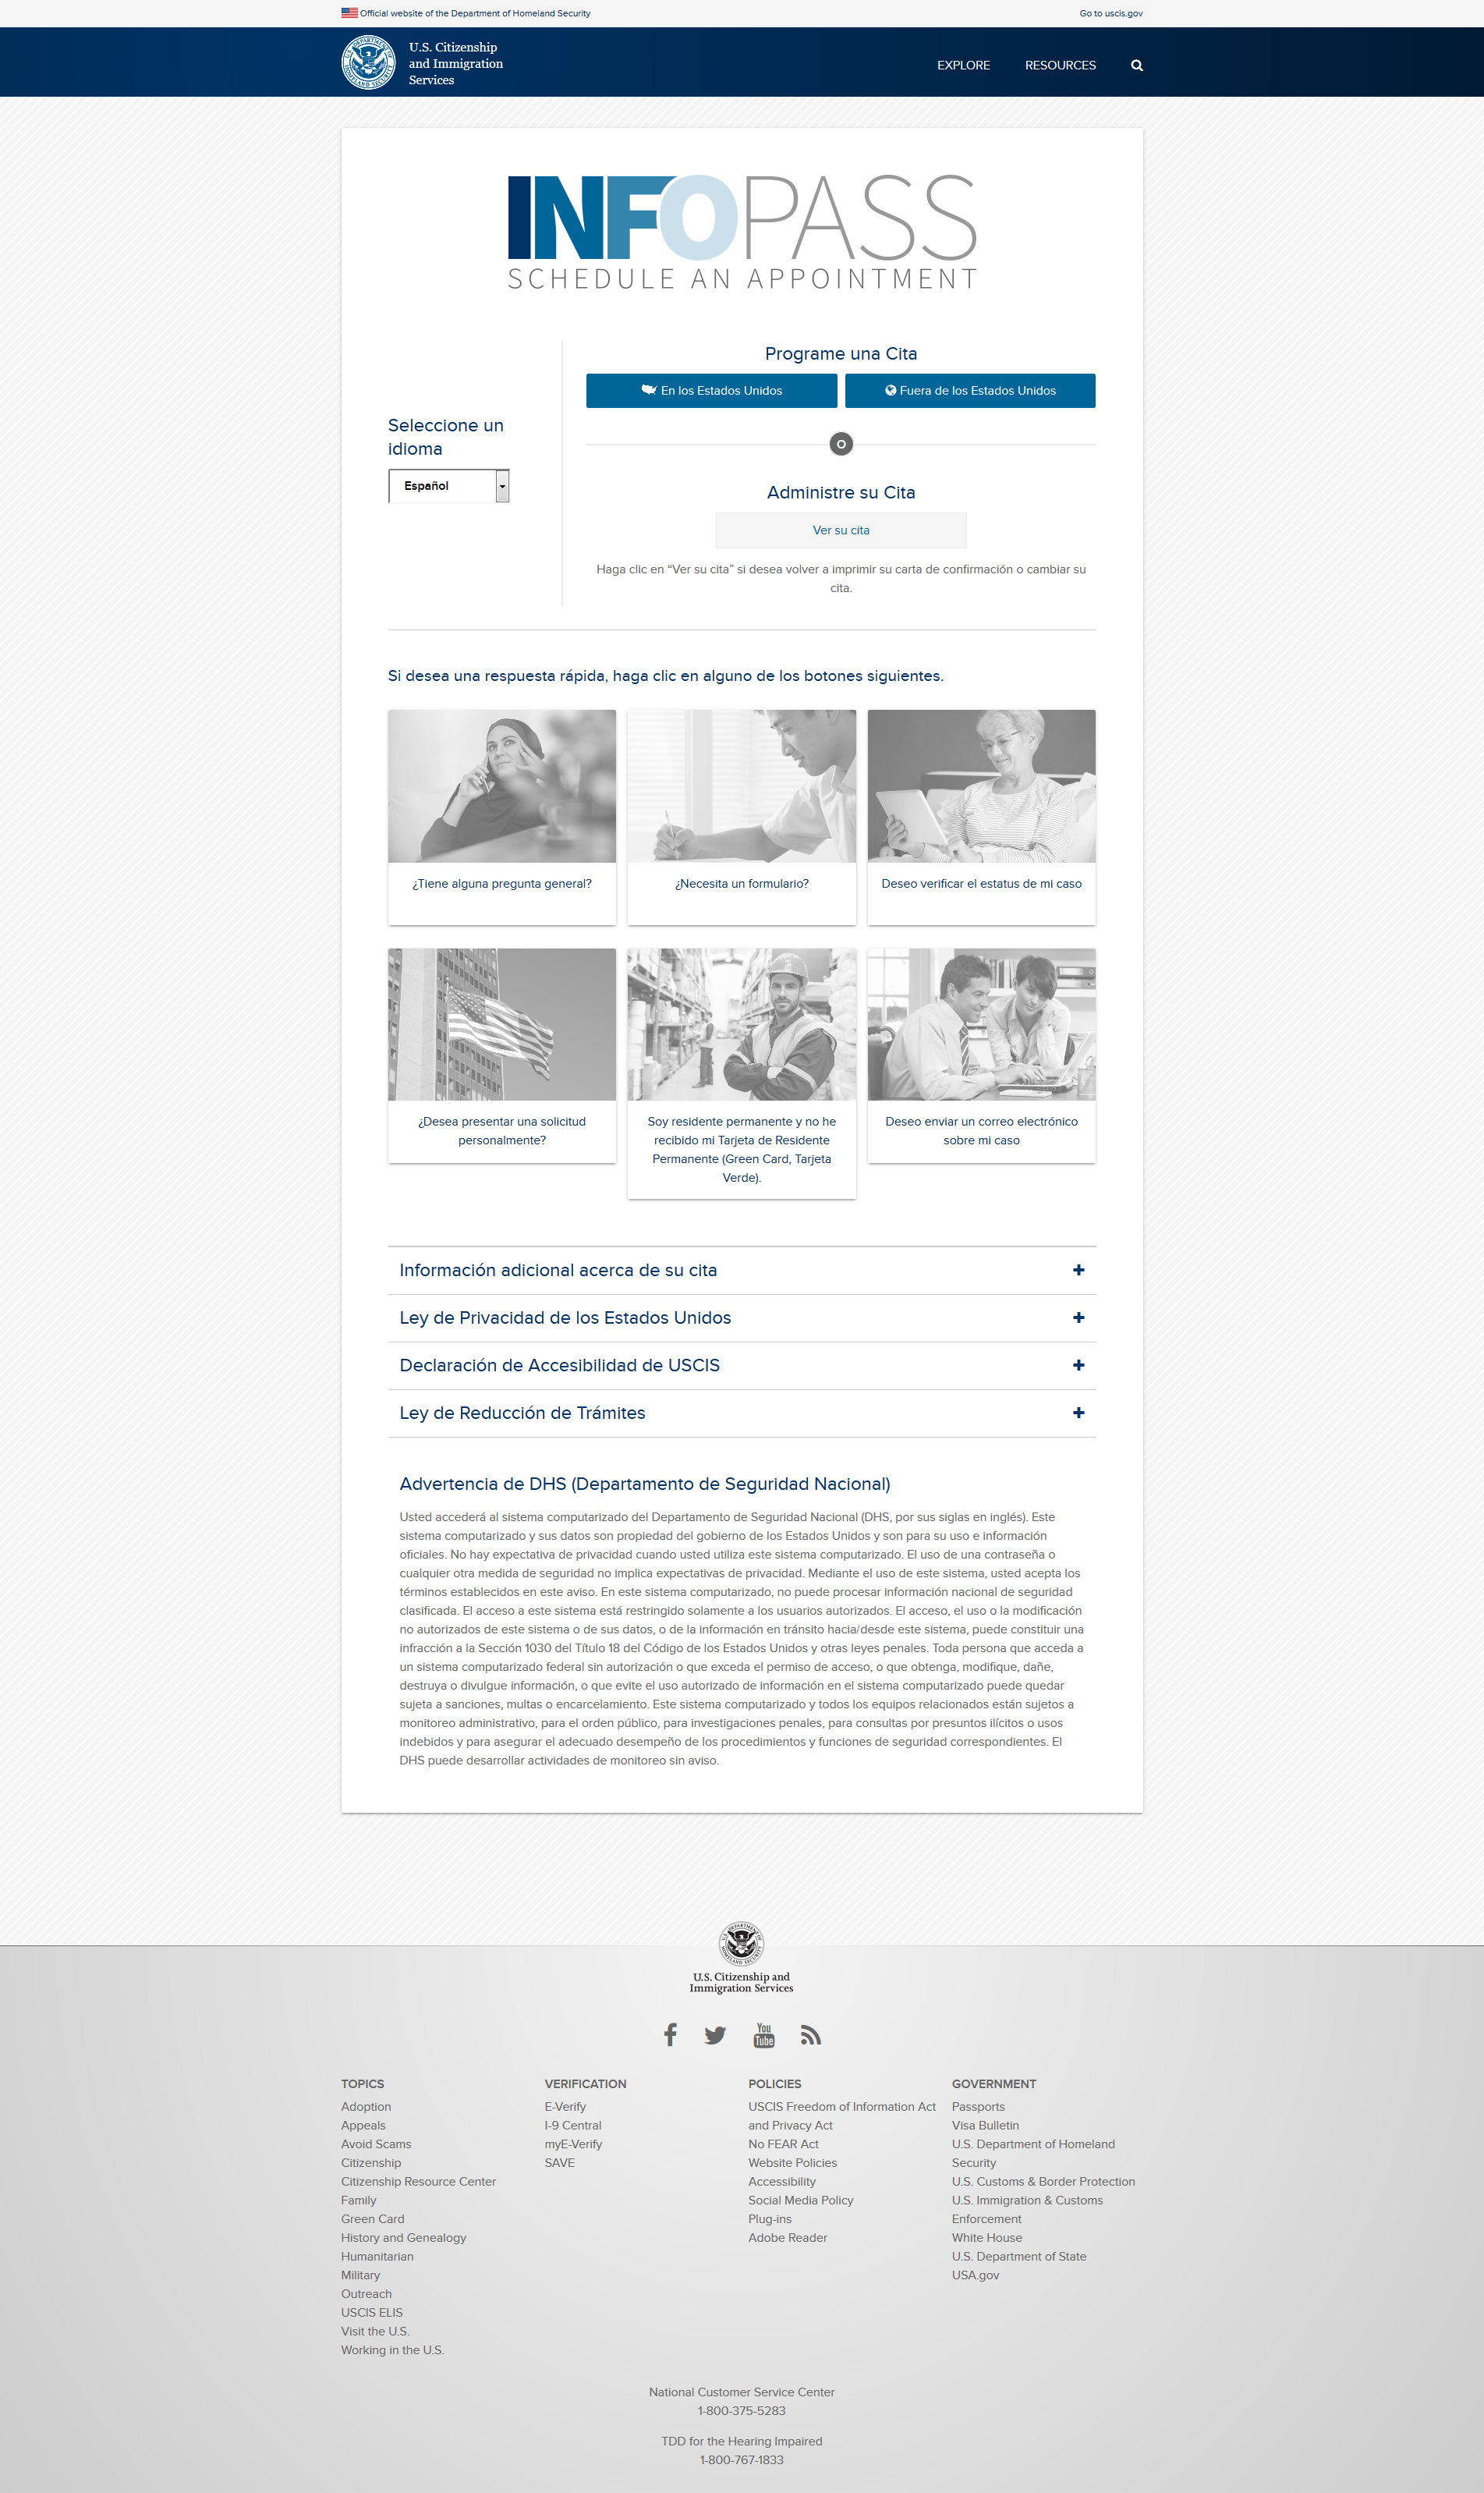 Official website of the Department of Homeland Security
Go to uscis.gov
U.S. Citizenship
and Immigration
Services
EXPLORE
RESOURCES
INFOPASS
SCHEDULE AN APPOINTMENT
Seleccione un
idioma
Español
Programe una Cita
En los Estados Unidos
Fuera de los Estados Unidos
O
Administre su Cita
Ver su cita
Haga clic en “Ver su cita” si desea volver a imprimir su carta de confirmación o cambiar su
cita.
Si desea una respuesta rápida, haga clic en alguno de los botones siguientes.
¿Tiene alguna pregunta general?
¿Necesita un formulario?
Deseo verificar el estatus de mi caso
¿Desea presentar una solicitud
personalmente?
Soy residente permanente y no he
recibido mi Tarjeta de Residente
Permanente (Green Card, Tarjeta
Verde).
Deseo enviar un correo electrónico
sobre mi caso
Información adicional acerca de su cita
Ley de Privacidad de los Estados Unidos
Declaración de Accesibilidad de USCIS
Ley de Reducción de Trámites
Advertencia de DHS (Departamento de Seguridad Nacional)
Usted accederá al sistema computarizado del Departamento de Seguridad Nacional (DHS, por sus siglas en inglés). Este
sistema computarizado y sus datos son propiedad del gobierno de los Estados Unidos y son para su uso e información
oficiales. No hay expectativa de privacidad cuando usted utiliza este sistema computarizado. El uso de una contraseña o
cualquier otra medida de seguridad no implica expectativas de privacidad. Mediante el uso de este sistema, usted acepta los
términos establecidos en este aviso. En este sistema computarizado, no puede procesar información nacional de seguridad
clasificada. El acceso a este sistema está restringido solamente a los usuarios autorizados. El acceso, el uso o la modificación
no autorizados de este sistema o de sus datos, o de la información en tránsito hacia/desde este sistema, puede constituir una
infracción a la Sección 1030 del Título 18 del Código de los Estados Unidos y otras leyes penales. Toda persona que acceda a
un sistema computarizado federal sin autorización o que exceda el permiso de acceso, o que obtenga, modifique, dañe,
destruya o divulgue información, o que evite el uso autorizado de información en el sistema computarizado puede quedar
sujeta a sanciones, multas o encarcelamiento. Este sistema computarizado y todos los equipos relacionados están sujetos a
monitoreo administrativo, para el orden público, para investigaciones penales, para consultas por presuntos ilícitos o usos
indebidos y para asegurar el adecuado desempeño de los procedimientos y funciones de seguridad correspondientes. El
DHS puede desarrollar actividades de monitoreo sin aviso.
U.S. Citizenship and
Immigration Services
You
Tube
TOPICS
Adoption
Appeals
Avoid Scams
Citizenship
Citizenship Resource Center
Family
Green Card
History and Genealogy
Humanitarian
Military
Outreach
USCIS ELIS
Visit the U.S.
Working in the U.S.
VERIFICATION
E-Verify
I-9 Central
myE-Verify
SAVE
POLICIES
USCIS Freedom of Information Act
and Privacy Act
No FEAR Act
Website Policies
Accessibility
Social Media Policy
Plug-ins
Adobe Reader
GOVERNMENT
Passports
Visa Bulletin
U.S. Department of Homeland
Security
U.S. Customs & Border Protection
U.S. Immigration & Customs
Enforcement
White House
U.S. Department of State
USA.gov
National Customer Service Center
1-800-375-5283
TDD for the Hearing Impaired
1-800-767-1833